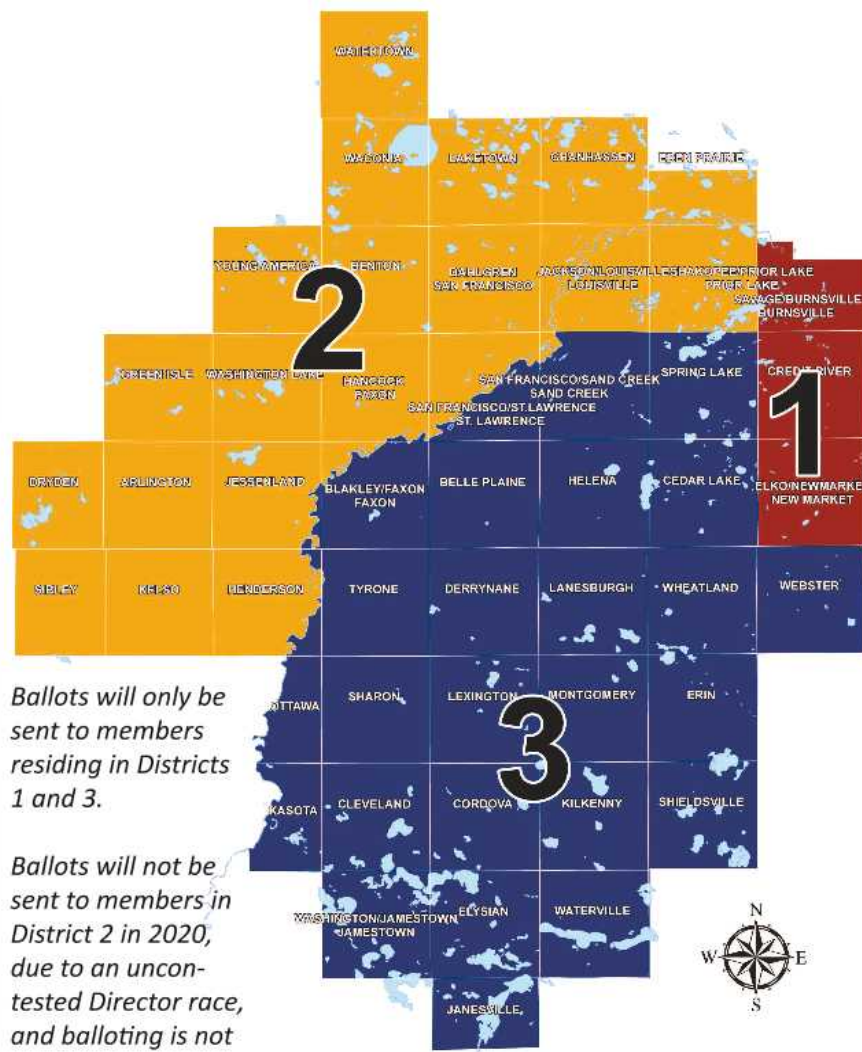 WATERTOWN
WACONIA
LAKETOWN
CHANHASSEN
EDEN PRAIRIE
YOUNG AMERICA
BENTON
DAHLGREN
SAN FRANCISCO
JACKSON/LOUISVILLE
LOUISVILLE
SHAKOPEE/PRIOR LAKE
PRIOR LAKE
SAVAGE/BURNSVILLE
BURNSVILLE
2
GREEN ISLE
WASHINGTON LAKE
HANCOCK
FAXON
SAN FRANCISCO/SAND CREEK
SAND CREEK
SPRING LAKE
CREDIT RIVER
SAN FRANCISCO/ST.LAWRENCE
ST. LAWRENCE
1
DRYDEN
ARLINGTON
JESSENLAND
BLAKLEY/FAXON
FAXON
BELLE PLAINE
HELENA
CEDAR LAKE
ELKO/NEWMARKE
NEW MARKET
SIBLEY
KELSO
HENDERSON
TYRONE
DERRYNANE
LANESBURGH
WHEATLAND
WEBSTER
OTTAWA
SHARON
LEXINGTON
MONTGOMERY
ERIN
3
KASOTA
CLEVELAND
CORDOVA
KILKENNY
SHIELDSVILLE
WASHINGTON/JAMESTOWN
JAMESTOWN
ELYSIAN
WATERVILLE
JANESVILLE
Ballots will only be
sent to members
residing in Districts
1 and 3.
Ballots will not be
sent to members in
District 2 in 2020,
due to an uncon-
tested Director race,
and balloting is not
N
W E
S